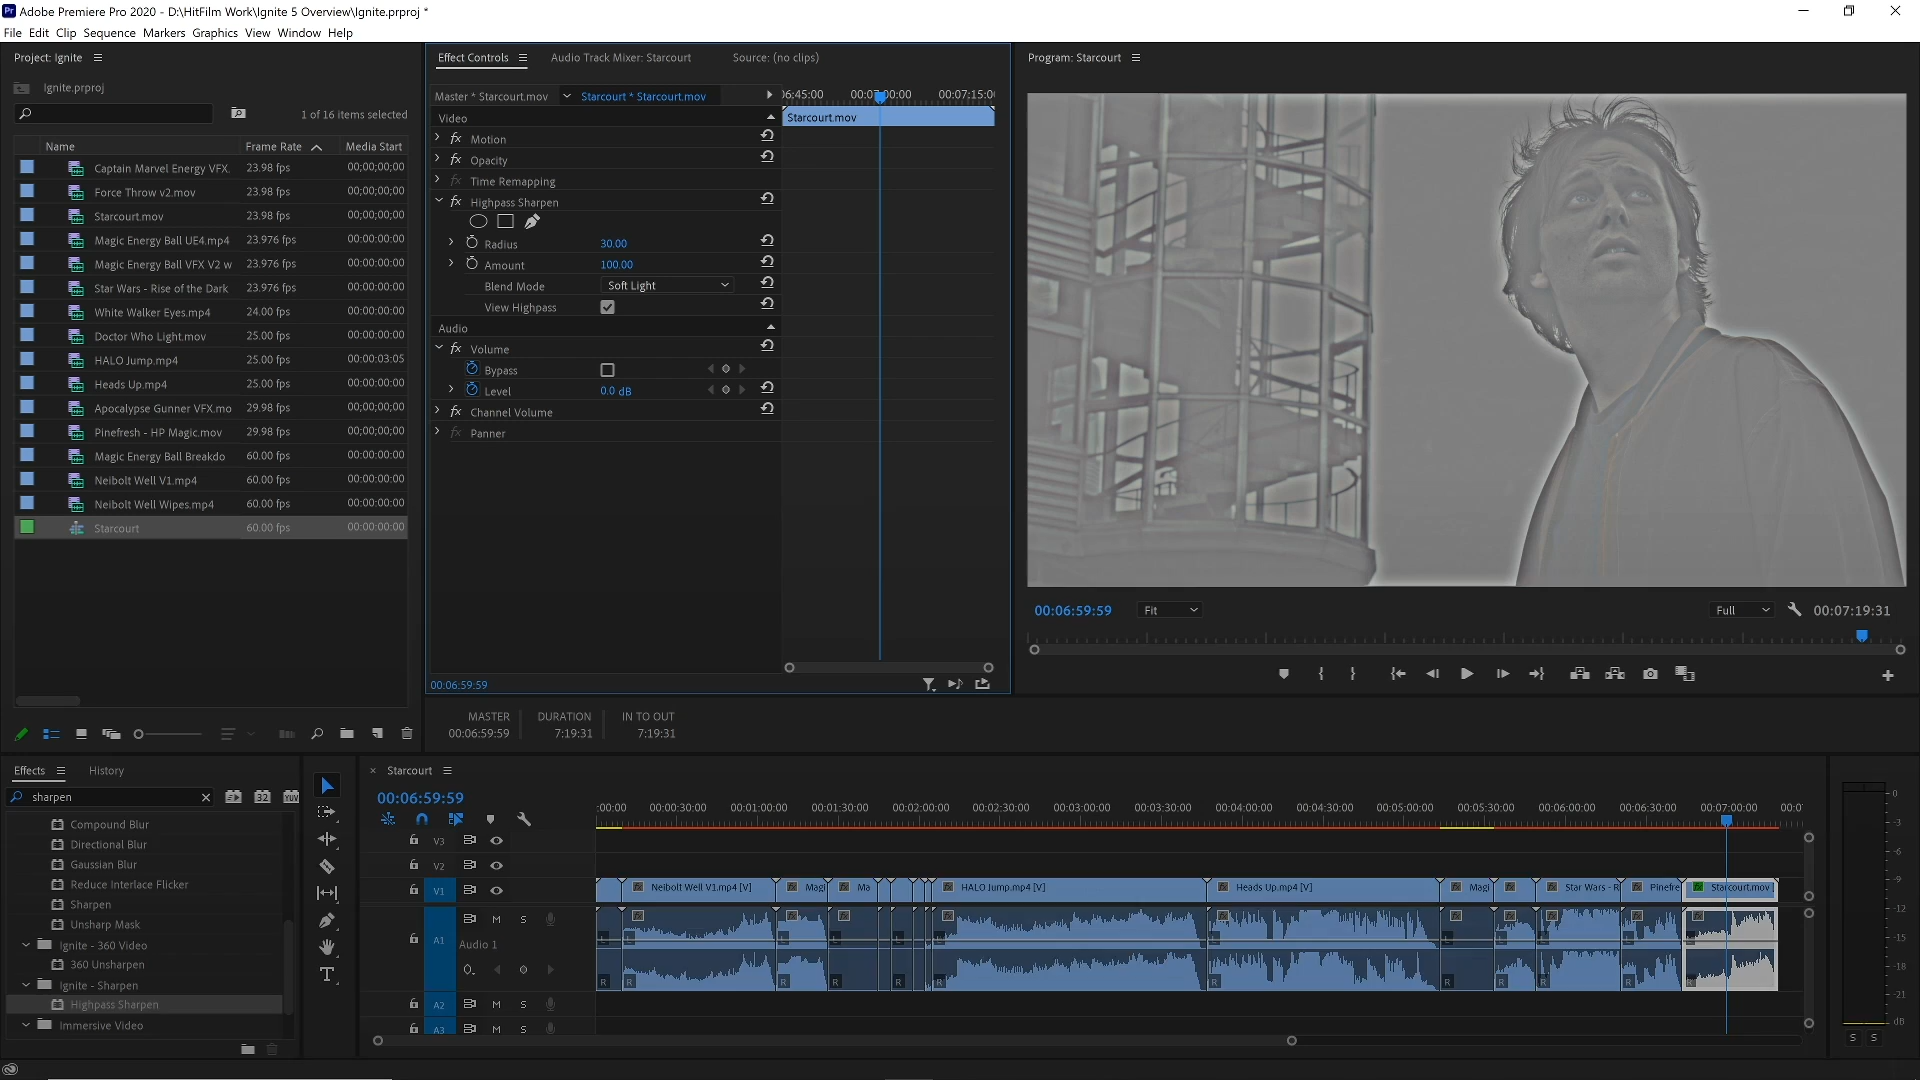 Adobe Premiere Pro 2020 - D:\HitFilm Work\Ignite 5 Overview\Ignite.prproj *
File Edit Clip Sequence Markers Graphics View Window Help
Project: Ignite
Ignite.prproj
1 of 16 items selected
Name Frame Rate Media Start
Captain Marvel Energy VFX. 23.98 fps 00;00;00;00
Force Throw v2.mov 23.98 fps 00;00;00;00
Starcourt.mov 23.98 fps 00;00;00;00
Magic Energy Ball UE4.mp4 23.976 fps 00:00:00:00
Magic Energy Ball VFX V2 w 23.976 fps 00:00:00:00
Star Wars - Rise of the Dark 23.976 fps 00:00:00:00
White Walker Eyes.mp4 24.00 fps 00:00:00:00
Doctor Who Light.mov 25.00 fps 00:00:00:00
HALO Jump.mp4 25.00 fps 00:00:03:05
Heads Up.mp4 25.00 fps 00:00:00:00
Apocalypse Gunner VFX.mo 29.98 fps 00;00;00;00
Pinefresh - HP Magic.mov 29.98 fps 00;00;00;00
Magic Energy Ball Breakdo 60.00 fps 00:00:00:00
Neibolt Well V1.mp4 60.00 fps 00:00:00:00
Neibolt Well Wipes.mp4 60.00 fps 00:00:00:00
Starcourt 60.00 fps 00:00:00:00
Effect Controls Audio Track Mixer: Starcourt Source: (no clips)
Master * Starcourt.mov Starcourt * Starcourt.mov
6:45:00 00:07:00:00 00:07:15:0
Video
Starcourt.mov
fx Motion
fx Opacity
fx Time Remapping
fx Highpass Sharpen
Radius 30.00
Amount 100.00
Blend Mode Soft Light
View Highpass
Audio
fx Volume
Bypass
Level 0.0 dB
fx Channel Volume
fx Panner
00:06:59:59
MASTER DURATION IN TO OUT
00:06:59:59 7:19:31 7:19:31
Program: Starcourt
00:06:59:59 Fit Full 00:07:19:31
Effects History
sharpen
32 YUV
Compound Blur
Directional Blur
Gaussian Blur
Reduce Interlace Flicker
Sharpen
Unsharp Mask
Ignite - 360 Video
360 Unsharpen
Ignite - Sharpen
Highpass Sharpen
Immersive Video
Starcourt
00:06:59:59
:00:00 00:00:30:00 00:01:00:00 00:01:30:00 00:02:00:00 00:02:30:00 00:03:00:00 00:03:30:00 00:04:00:00 00:04:30:00 00:05:00:00 00:05:30:00 00:06:00:00 00:06:30:00 00:07:00:00 00:0
V3
V2
V1
Neibolt Well V1.mp4 [V] Magi Ma HALO Jump.mp4 [V] Heads Up.mp4 [V] Magi Star Wars - R Pinefre Starcourt.mov [
A1 M S
Audio 1
A2 M S
A3 M S
0
-3
-6
-9
-12
-15
-18
-21
dB
S S